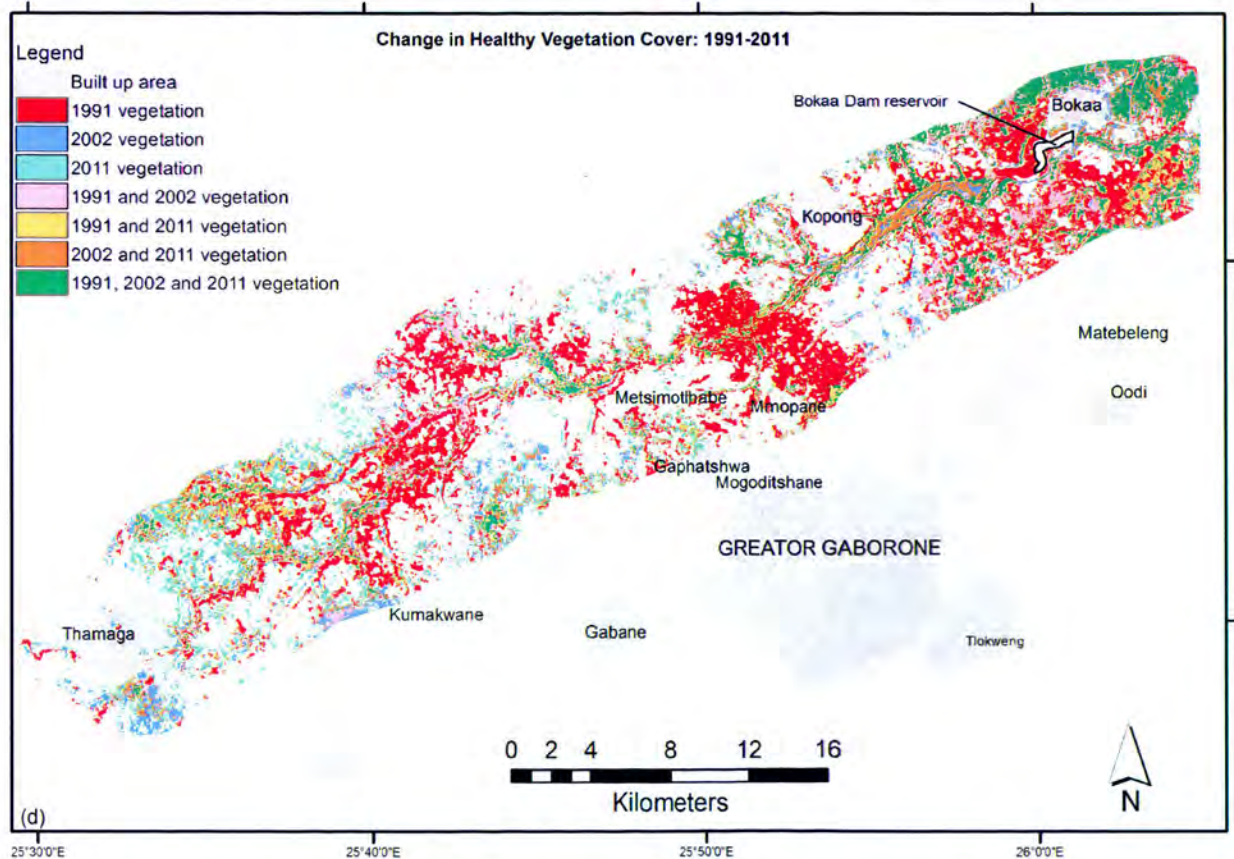 Change in Healthy Vegetation Cover: 1991-2011
Legend
Built up area
1991 vegetation
2002 vegetation
2011 vegetation
1991 and 2002 vegetation
1991 and 2011 vegetation
2002 and 2011 vegetation
1991, 2002 and 2011 vegetation
Bokaa Dam reservoir
Bokaa
Kopong
Matebeleng
Oodi
Metsimotlhabe
Mmopane
Gaphatshwa
Mogoditshane
GREATOR GABORONE
Kumakwane
Thamaga
Gabane
Tlokweng
0 2 4 8 12 16
Kilometers
N
(d)
25°30'0"E 25°40'0"E 25°50'0"E 26°0'0"E